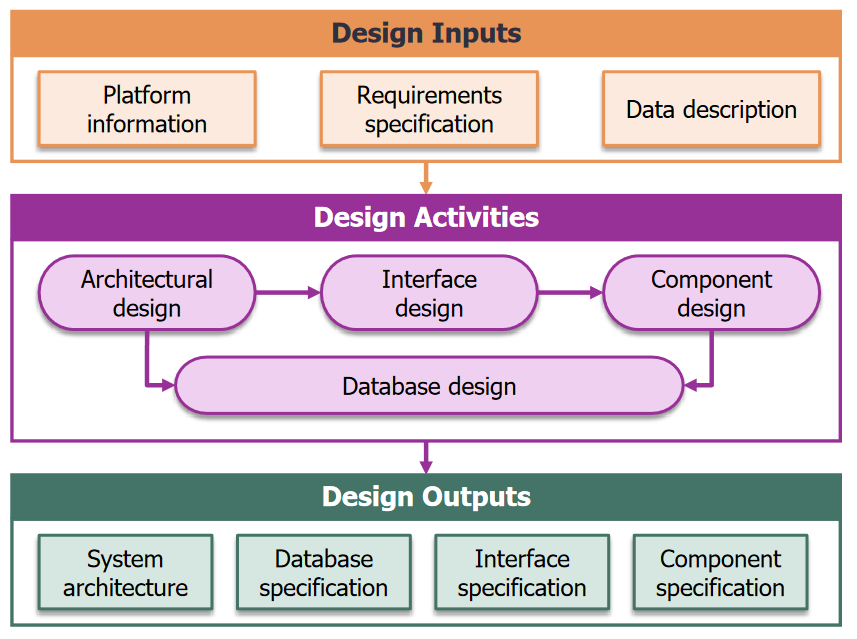 Design Inputs
Platform
information
Requirements
specification
Data description
Design Activities
Architectural
design
Interface
design
Component
design
Database design
Design Outputs
System
architecture
Database
specification
Interface
specification
Component
specification